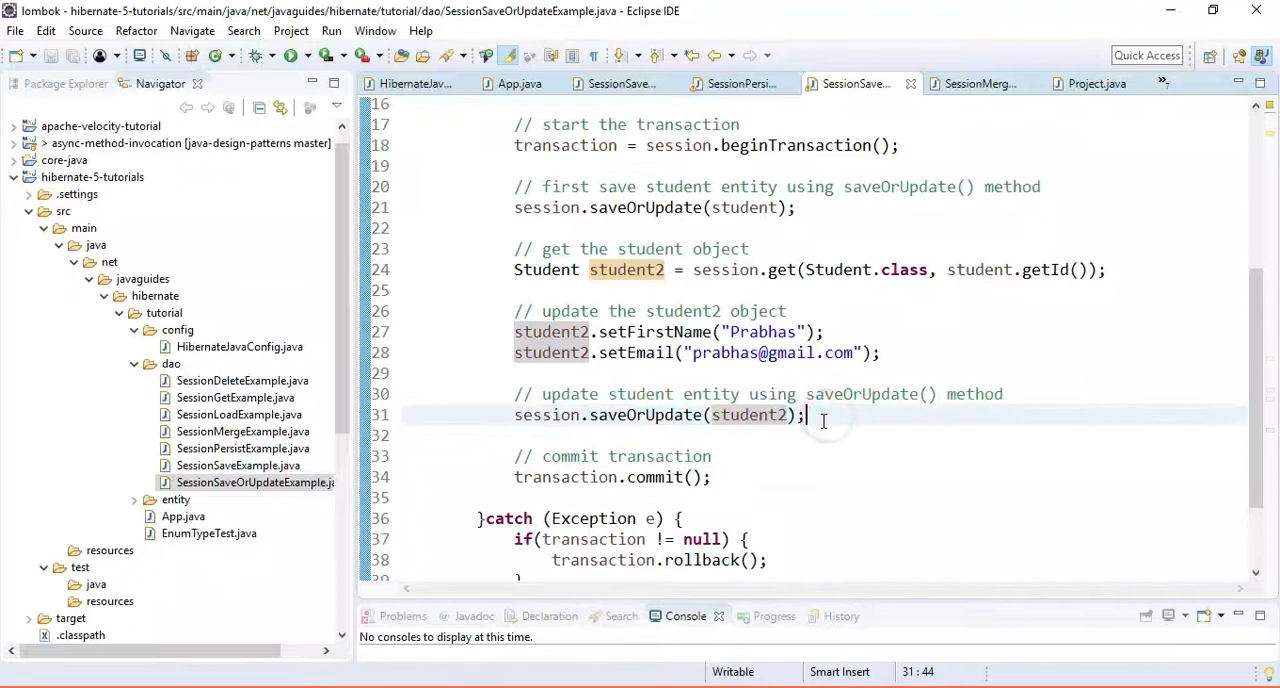 lombok - hibernate-5-tutorials/src/main/java/net/javaguides/hibernate/tutorial/dao/SessionSaveOrUpdateExample.java - Eclipse IDE
File Edit Source Refactor Navigate Search Project Run Window Help
Quick Access
Package Explorer Navigator
HibernateJav... App.java SessionSave... SessionPersi... SessionSave... SessionMerg... Project.java »7
apache-velocity-tutorial
> async-method-invocation [java-design-patterns master]
core-java
hibernate-5-tutorials
.settings
src
main
java
net
javaguides
hibernate
tutorial
config
HibernateJavaConfig.java
dao
SessionDeleteExample.java
SessionGetExample.java
SessionLoadExample.java
SessionMergeExample.java
SessionPersistExample.java
SessionSaveExample.java
SessionSaveOrUpdateExample.ja
entity
App.java
EnumTypeTest.java
resources
test
java
resources
target
.classpath
16
17 // start the transaction
18 transaction = session.beginTransaction();
19
20 // first save student entity using saveOrUpdate() method
21 session.saveOrUpdate(student);
22
23 // get the student object
24 Student student2 = session.get(Student.class, student.getId());
25
26 // update the student2 object
27 student2.setFirstName("Prabhas");
28 student2.setEmail("prabhas@gmail.com");
29
30 // update student entity using saveOrUpdate() method
31 session.saveOrUpdate(student2);
32
33 // commit transaction
34 transaction.commit();
35
36 }catch (Exception e) {
37 if(transaction != null) {
38 transaction.rollback();
39 }
Problems Javadoc Declaration Search Console Progress History
No consoles to display at this time.
Writable Smart Insert 31 : 44